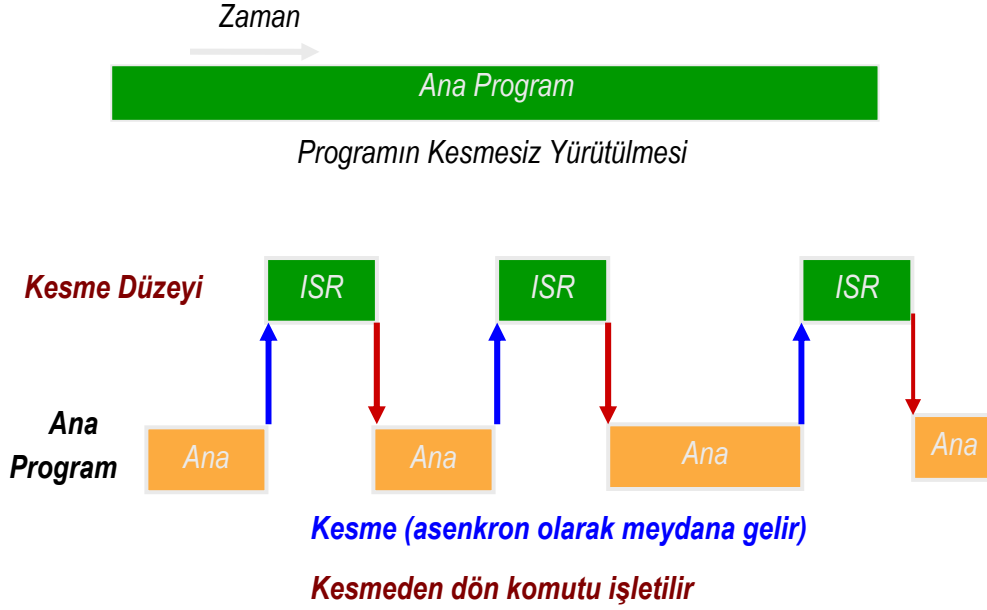 Zaman
Ana Program
Programın Kesmesiz Yürütülmesi
Kesme Düzeyi
ISR
ISR
ISR
Ana
Program
Ana
Ana
Ana
Ana
Kesme (asenkron olarak meydana gelir)
Kesmeden dön komutu işletilir